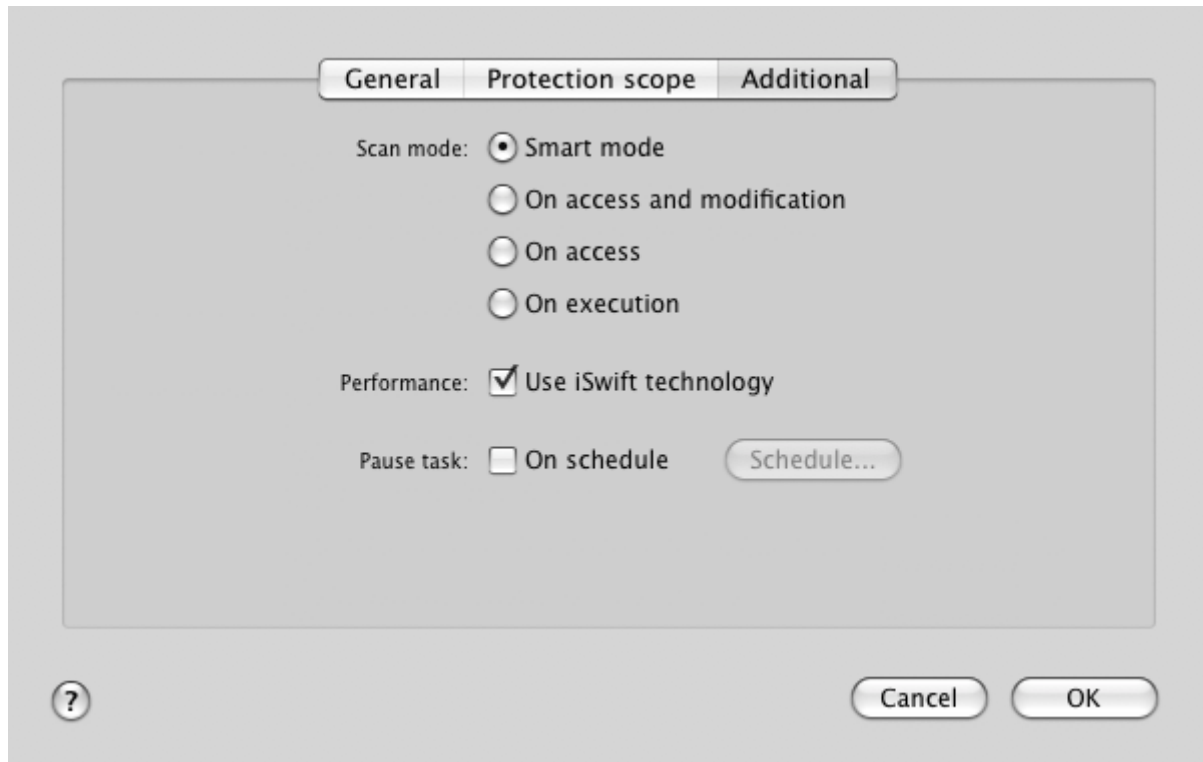 General Protection scope Additional
Scan mode: Smart mode
On access and modification
On access
On execution
Performance: Use iSwift technology
Pause task: On schedule Schedule...
? Cancel OK